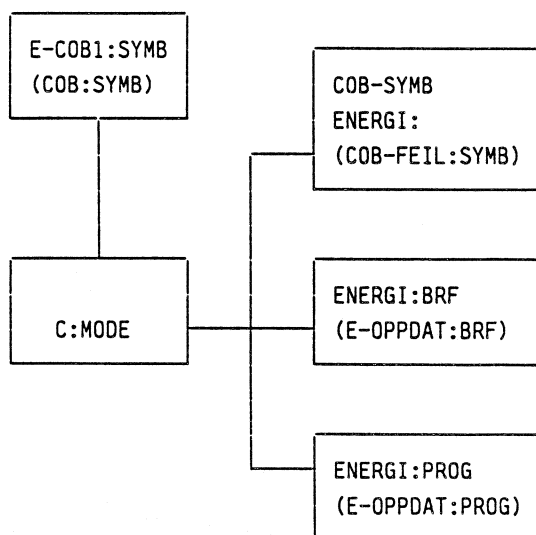 E-COB1:SYMB
(COB:SYMB)
COB-SYMB
ENERGI:
(COB-FEIL:SYMB)
C:MODE
ENERGI:BRF
(E-OPPDAT:BRF)
ENERGI:PROG
(E-OPPDAT:PROG)